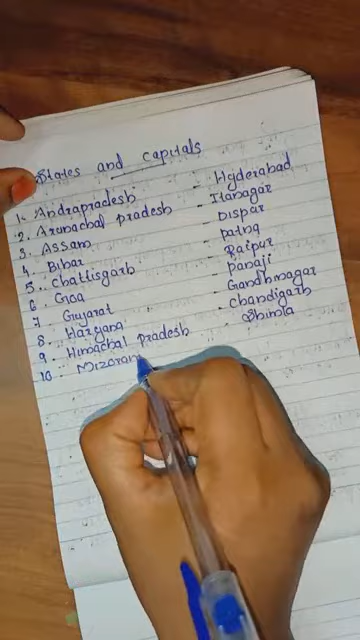 States and capitals
1. Andrapradesh - Hyderabad
2. Arunachal pradesh - Itanagar
3. Assam - Dispur
4. Bihar - patna
5. Chattisgarh - Raipur
6. Goa - panaji
7. Gujarat - Gandhinagar
8. Haryana - Chandigarh
9. Himachal pradesh - Shimla
10. Mizoram